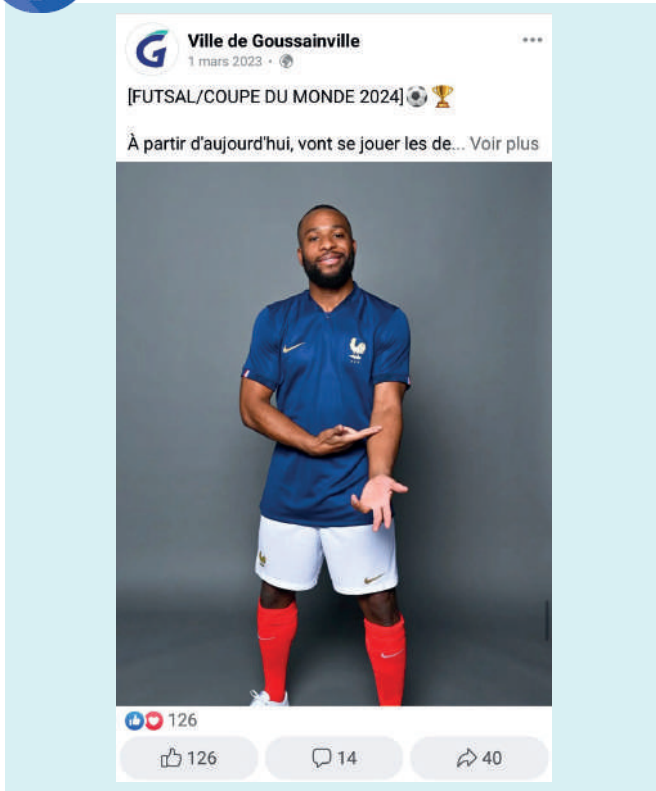 Ville de Goussainville
1 mars 2023 •
[FUTSAL/COUPE DU MONDE 2024]⚽🏆
À partir d'aujourd'hui, vont se jouer les de... Voir plus
126
126
14
40